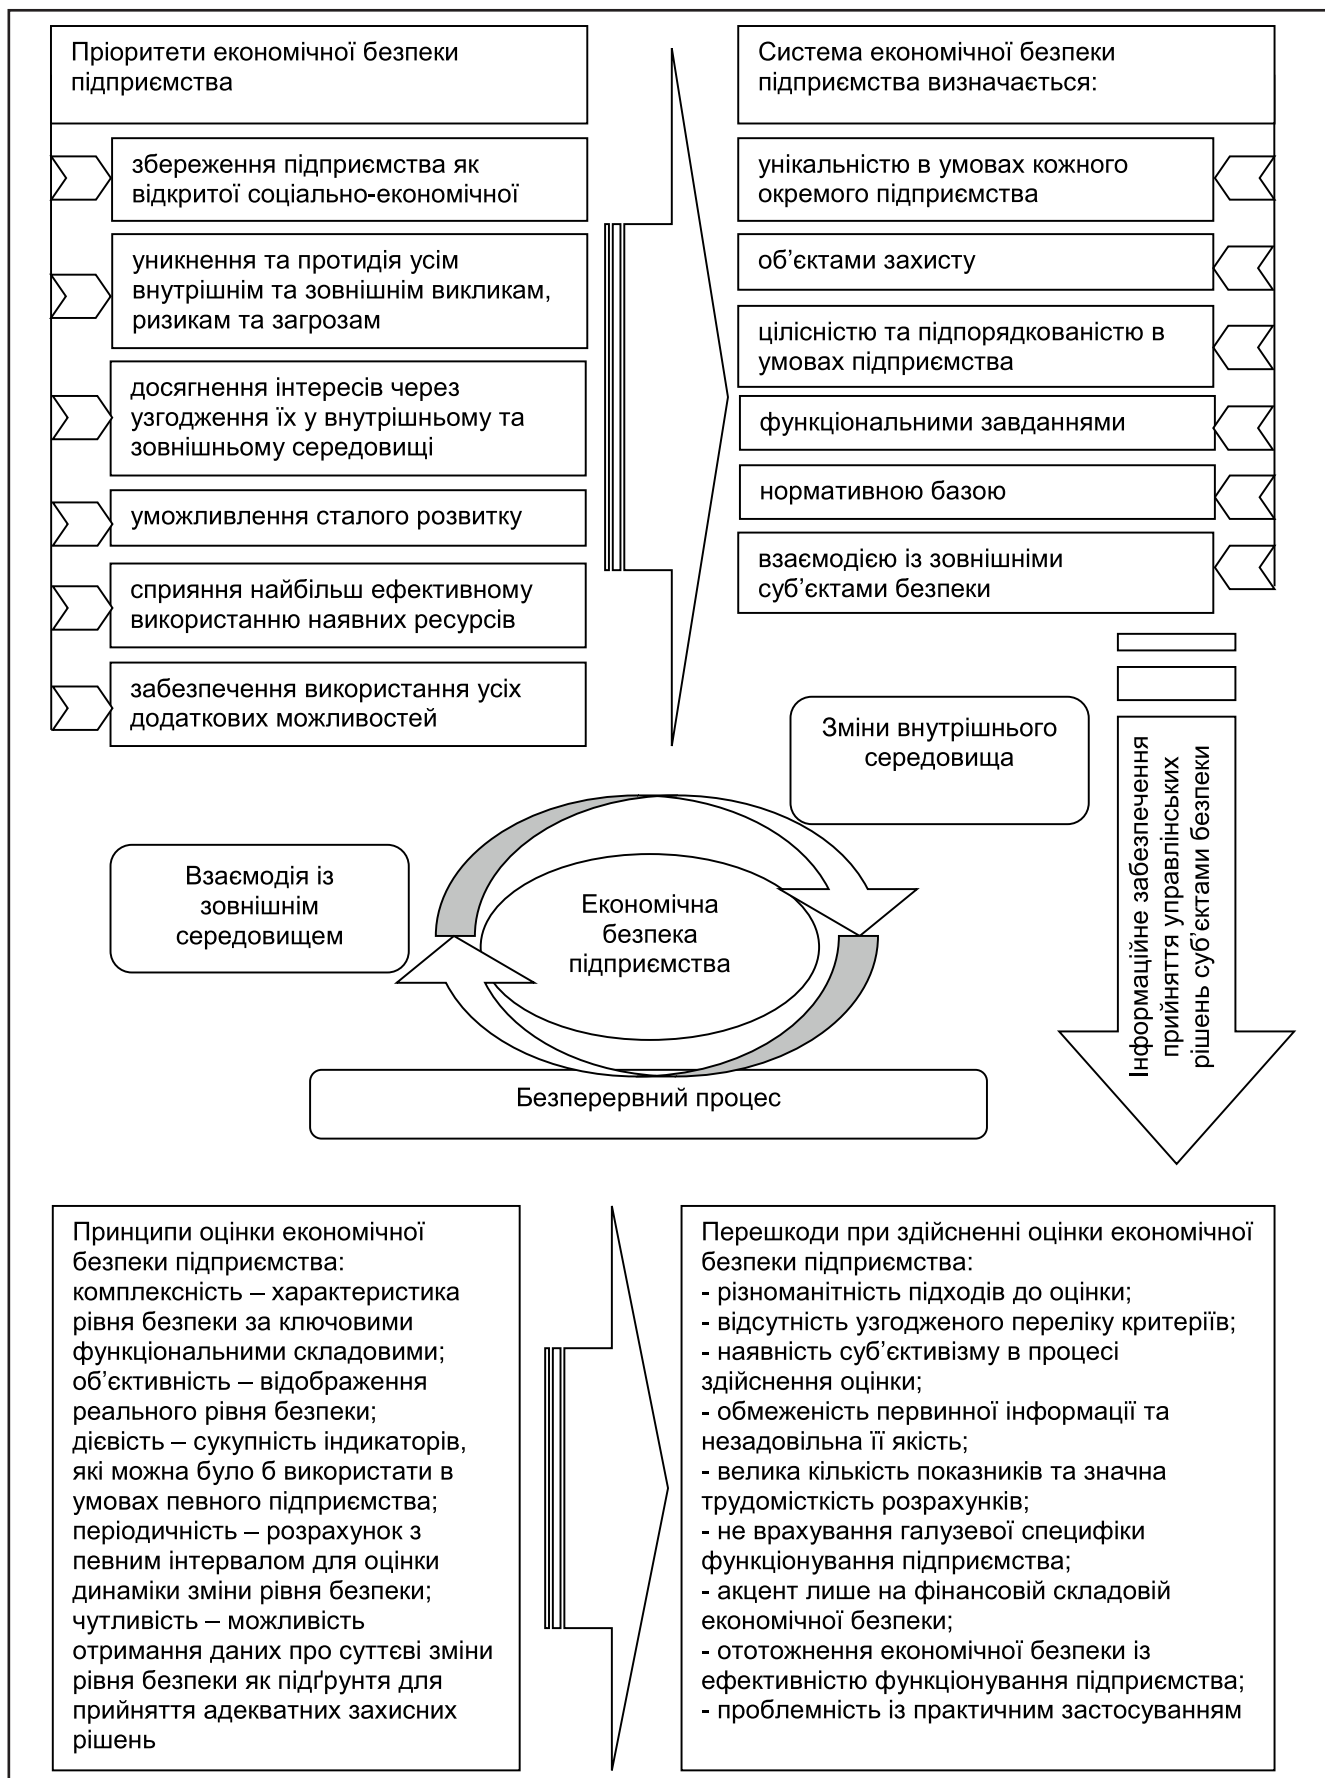 Пріоритети економічної безпеки
підприємства
збереження підприємства як
відкритої соціально-економічної
уникнення та протидія усім
внутрішнім та зовнішнім викликам,
ризикам та загрозам
досягнення інтересів через
узгодження їх у внутрішньому та
зовнішньому середовищі
уможливлення сталого розвитку
сприяння найбільш ефективному
використанню наявних ресурсів
забезпечення використання усіх
додаткових можливостей
Система економічної безпеки
підприємства визначається:
унікальністю в умовах кожного
окремого підприємства
об’єктами захисту
цілісністю та підпорядкованістю в
умовах підприємства
функціональними завданнями
нормативною базою
взаємодією із зовнішніми
суб’єктами безпеки
Зміни внутрішнього
середовища
Взаємодія із
зовнішнім
середовищем
Економічна
безпека
підприємства
Безперервний процес
Інформаційне забезпечення
прийняття управлінських
рішень суб’єктами безпеки
Принципи оцінки економічної
безпеки підприємства:
комплексність – характеристика
рівня безпеки за ключовими
функціональними складовими;
об’єктивність – відображення
реального рівня безпеки;
дієвість – сукупність індикаторів,
які можна було б використати в
умовах певного підприємства;
періодичність – розрахунок з
певним інтервалом для оцінки
динаміки зміни рівня безпеки;
чутливість – можливість
отримання даних про суттєві зміни
рівня безпеки як підґрунтя для
прийняття адекватних захисних
рішень
Перешкоди при здійсненні оцінки економічної
безпеки підприємства:
- різноманітність підходів до оцінки;
- відсутність узгодженого переліку критеріїв;
- наявність суб’єктивізму в процесі
здійснення оцінки;
- обмеженість первинної інформації та
незадовільна її якість;
- велика кількість показників та значна
трудомісткість розрахунків;
- не врахування галузевої специфіки
функціонування підприємства;
- акцент лише на фінансовій складовій
економічної безпеки;
- ототожнення економічної безпеки із
ефективністю функціонування підприємства;
- проблемність із практичним застосуванням